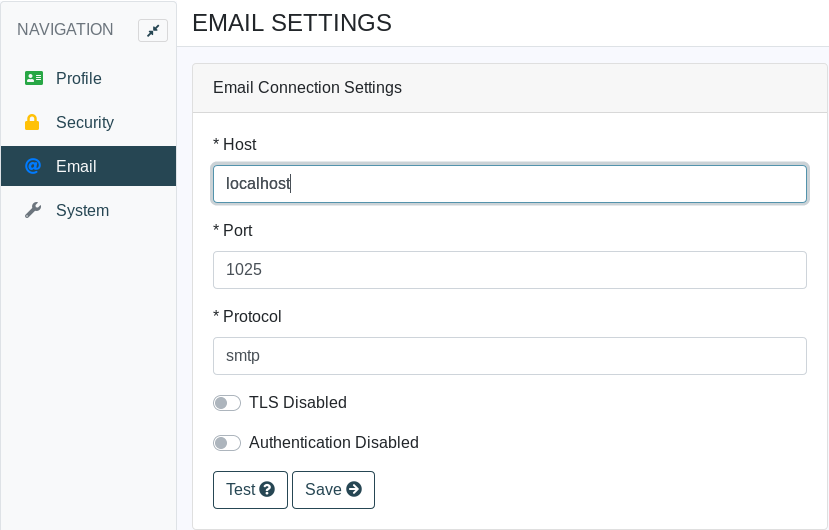 NAVIGATION
Profile
Security
Email
System
EMAIL SETTINGS
Email Connection Settings
* Host
localhost
* Port
1025
* Protocol
smtp
TLS Disabled
Authentication Disabled
Test
Save